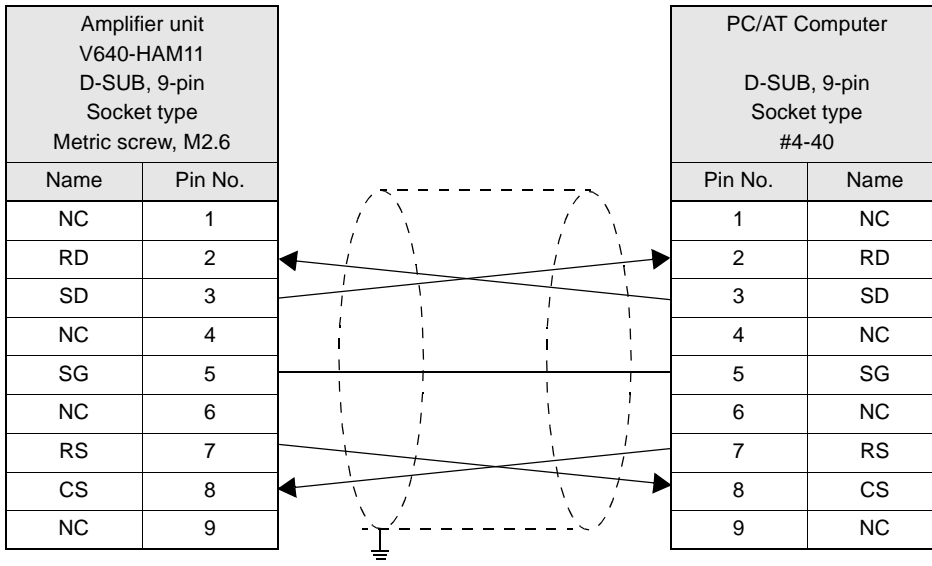 Amplifier unit
V640-HAM11
D-SUB, 9-pin
Socket type
Metric screw, M2.6
Name Pin No.
NC 1
RD 2
SD 3
NC 4
SG 5
NC 6
RS 7
CS 8
NC 9
PC/AT Computer
D-SUB, 9-pin
Socket type
#4-40
Pin No. Name
1 NC
2 RD
3 SD
4 NC
5 SG
6 NC
7 RS
8 CS
9 NC